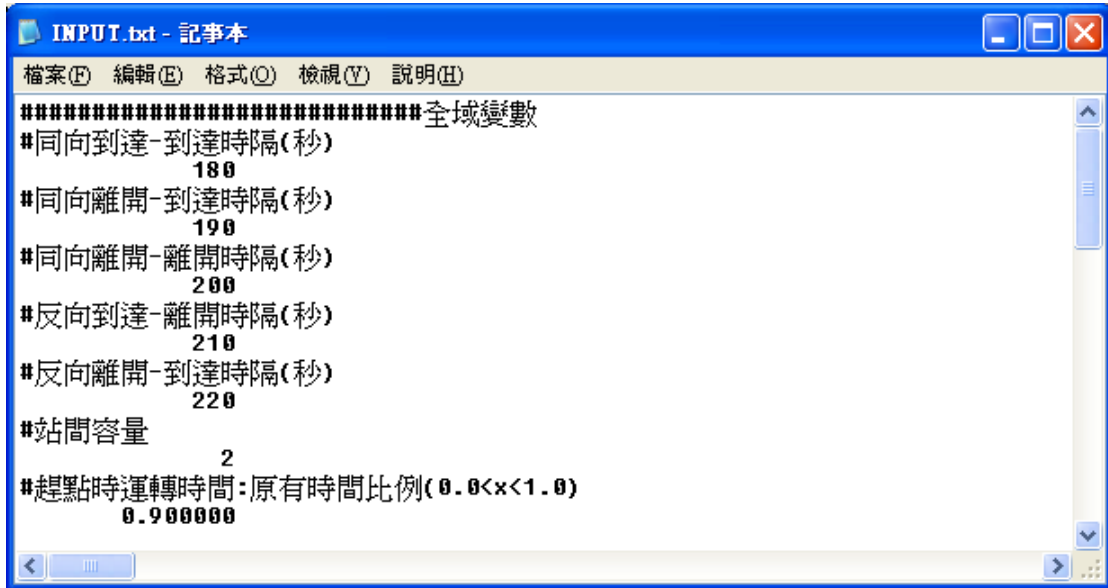 INPUT.txt - 記事本
檔案(F) 編輯(E) 格式(O) 檢視(V) 說明(H)
############################全域變數
#同向到達-到達時隔(秒)
180
#同向離開-到達時隔(秒)
190
#同向離開-離開時隔(秒)
200
#反向到達-離開時隔(秒)
210
#反向離開-到達時隔(秒)
220
#站間容量
2
#趕點時運轉時間:原有時間比例(0.0<x<1.0)
0.900000